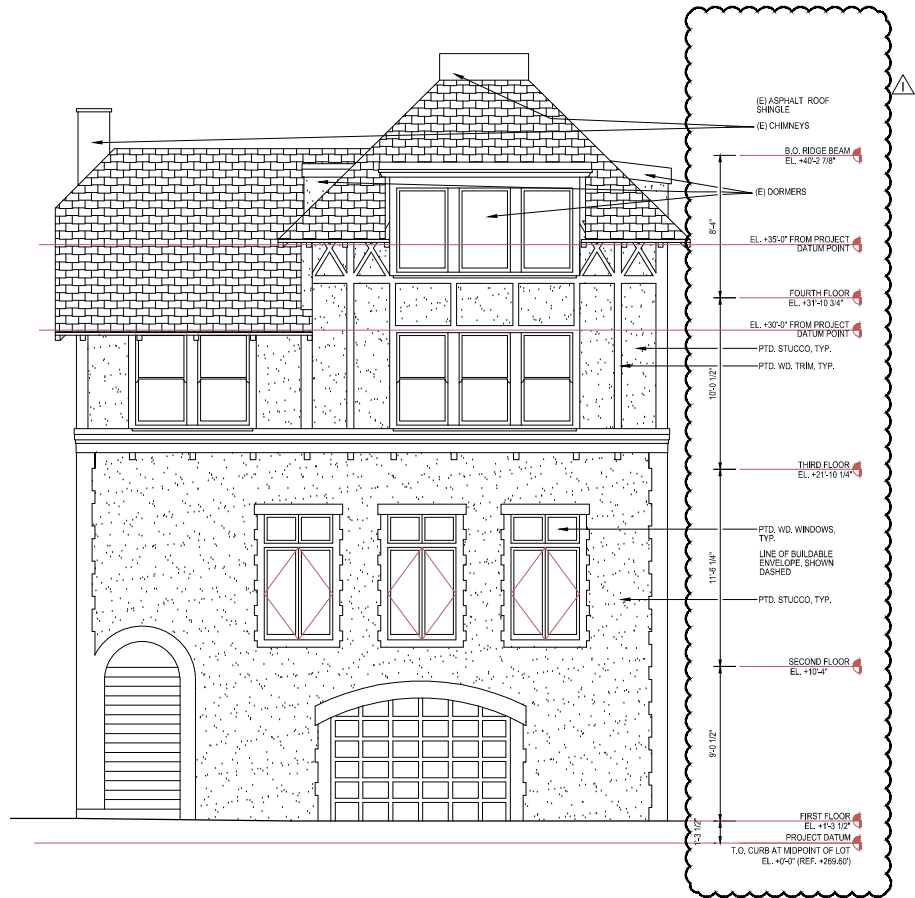 (E) ASPHALT ROOF
SHINGLE
(E) CHIMNEYS
B.O. RIDGE BEAM
EL. +40'-2 7/8"
(E) DORMERS
8'-4"
EL. +35'-0" FROM PROJECT
DATUM POINT
FOURTH FLOOR
EL. +31'-10 3/4"
EL. +30'-0" FROM PROJECT
DATUM POINT
PTD. STUCCO, TYP.
PTD. WD. TRIM, TYP.
10'-0 1/2"
THIRD FLOOR
EL. +21'-10 1/4"
PTD. WD. WINDOWS,
TYP.
LINE OF BUILDABLE
ENVELOPE, SHOWN
DASHED
11'-6 1/4"
PTD. STUCCO, TYP.
SECOND FLOOR
EL. +10'-4"
9'-0 1/2"
FIRST FLOOR
EL. +1'-3 1/2"
1'-3 1/2"
PROJECT DATUM
T.O. CURB AT MIDPOINT OF LOT
EL. +0'-0" (REF. +269.60')